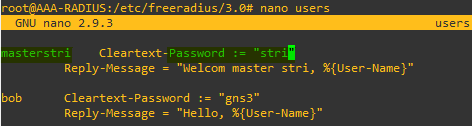 root@AAA-RADIUS:/etc/freeradius/3.0# nano users
GNU nano 2.9.3 users
masterstri Cleartext-Password := "stri"
Reply-Message = "Welcom master stri, %{User-Name}"
bob Cleartext-Password := "gns3"
Reply-Message = "Hello, %{User-Name}"